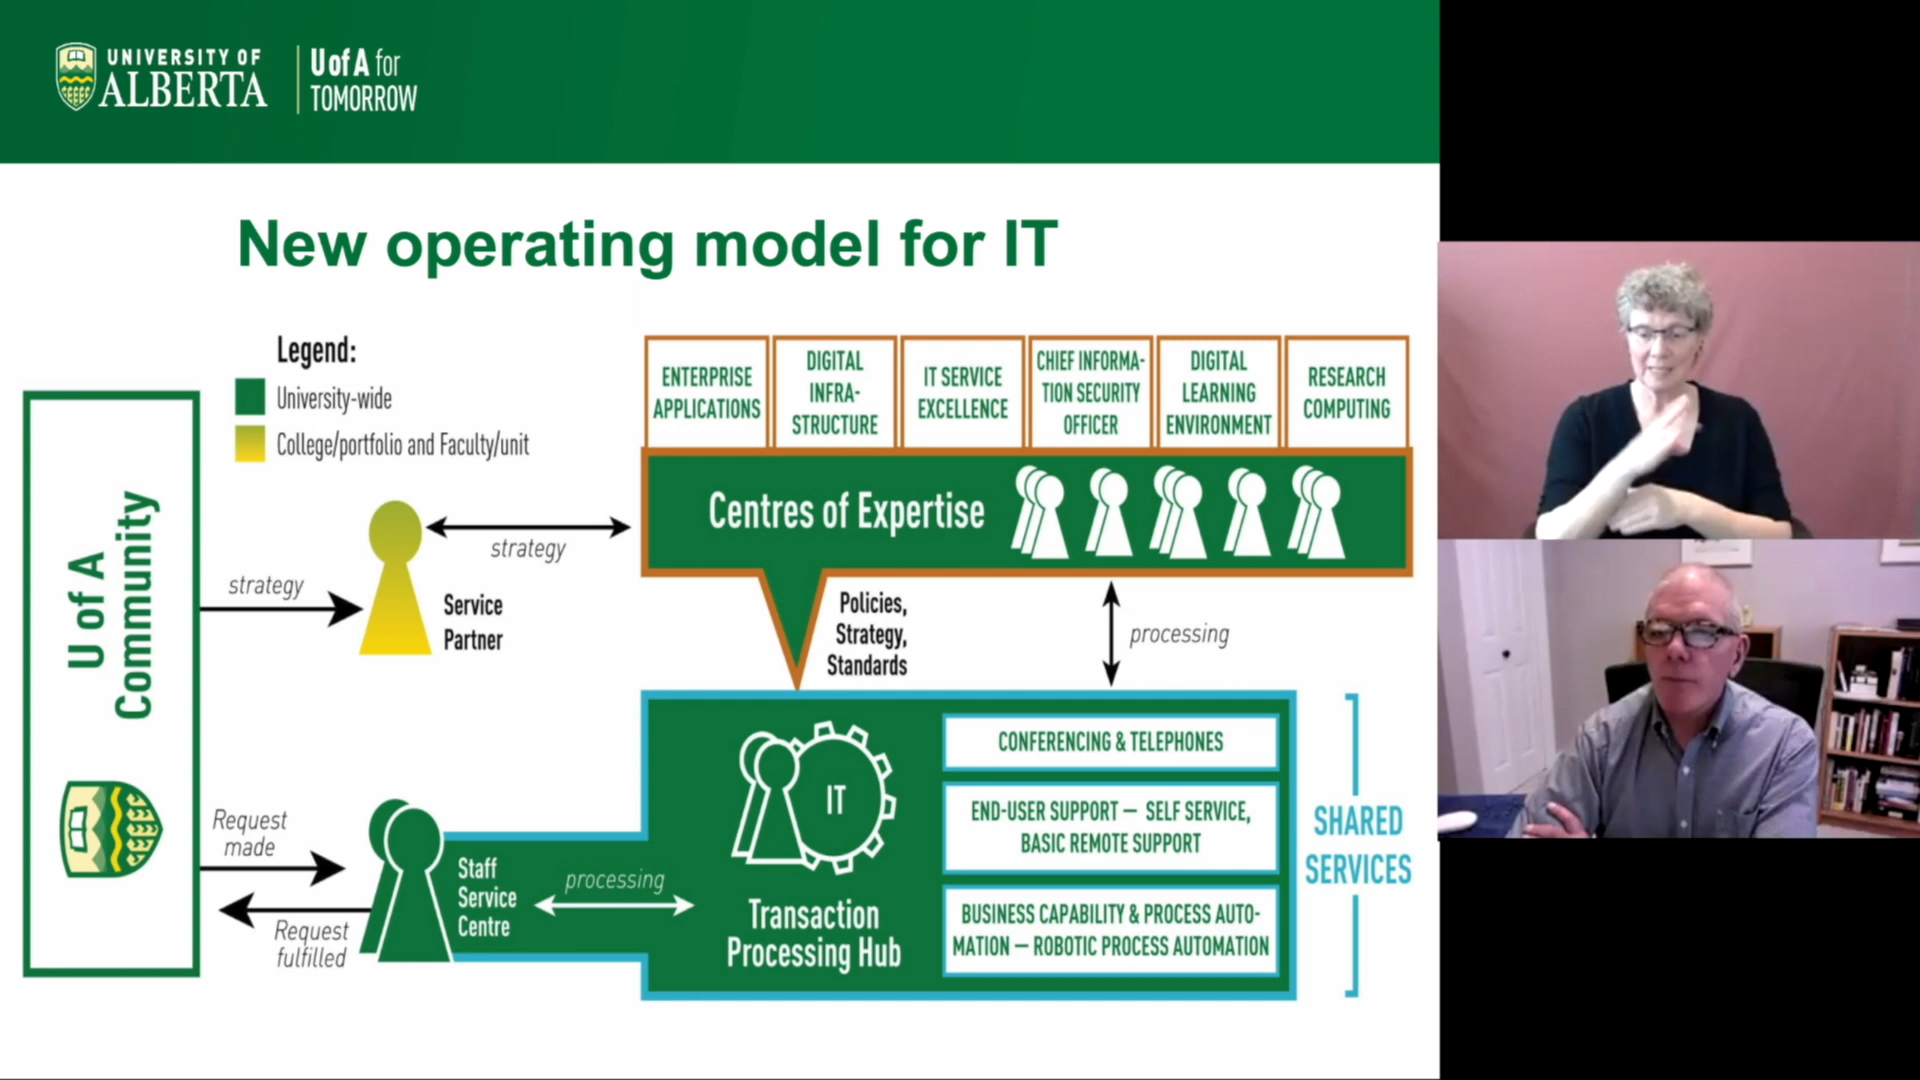 UNIVERSITY OF
ALBERTA
U of A for
TOMORROW
New operating model for IT
Legend:
University-wide
College/portfolio and Faculty/unit
U of A
Community
strategy
Service
Partner
strategy
ENTERPRISE
APPLICATIONS
DIGITAL
INFRA-
STRUCTURE
IT SERVICE
EXCELLENCE
CHIEF INFORMA-
TION SECURITY
OFFICER
DIGITAL
LEARNING
ENVIRONMENT
RESEARCH
COMPUTING
Centres of Expertise
Policies,
Strategy,
Standards
processing
Request
made
Request
fulfilled
Staff
Service
Centre
processing
IT
Transaction
Processing Hub
CONFERENCING & TELEPHONES
END-USER SUPPORT — SELF SERVICE,
BASIC REMOTE SUPPORT
BUSINESS CAPABILITY & PROCESS AUTO-
MATION — ROBOTIC PROCESS AUTOMATION
SHARED
SERVICES